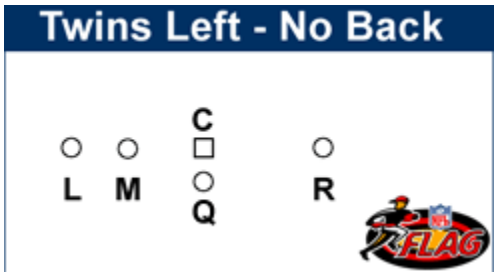 Twins Left - No Back
C
L M R
Q
NFL
FLAG